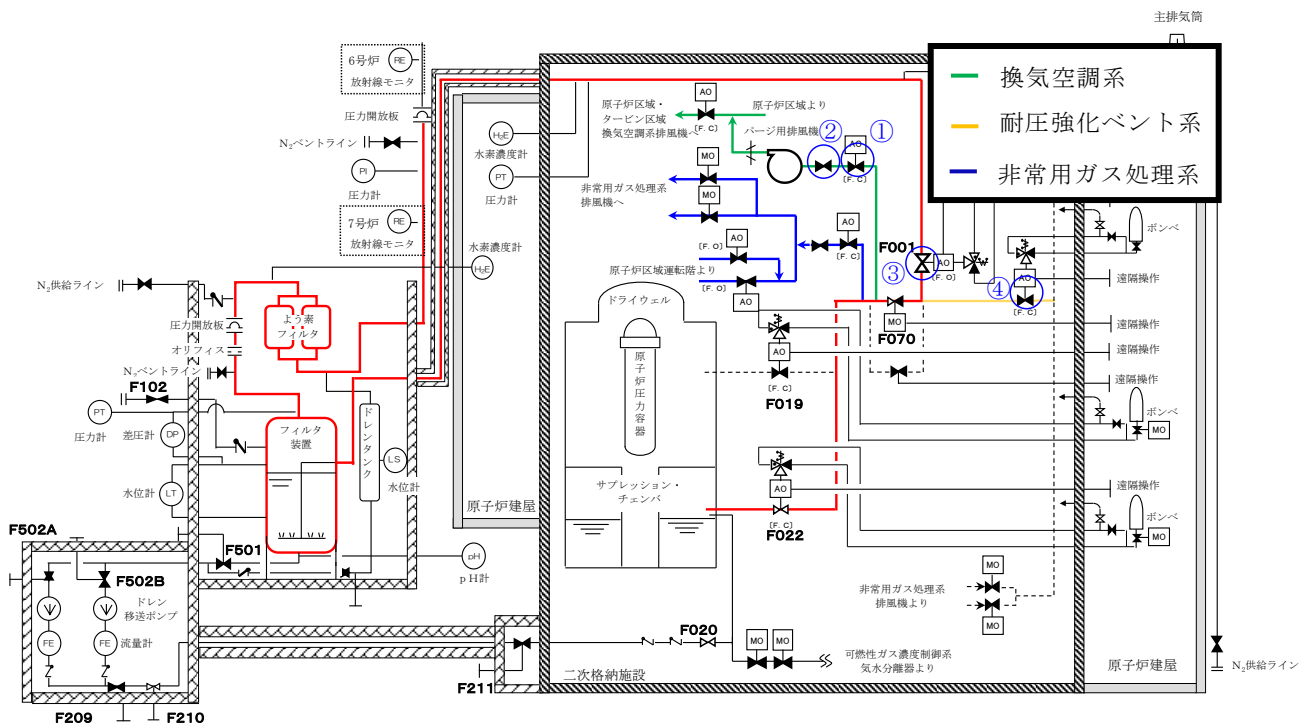 主排気筒
換気空調系
耐圧強化ベント系
非常用ガス処理系
6号炉
RE
放射線モニタ
圧力開放板
N₂ベントライン
PI
圧力計
7号炉
RE
放射線モニタ
H₂E
水素濃度計
PT
圧力計
水素濃度計
H₂E
AO
[F. C]
原子炉区域・
タービン区域
換気空調系排風機へ
原子炉区域より
パージ用排風機
②
①
AO
[F. C]
MO
非常用ガス処理系
排風機へ
MO
AO
[F. O]
AO
[F. C]
原子炉区域運転階より
[F. O]
AO
F001
③
AO
[F. O]
④
AO
[F. C]
ボンベ
遠隔操作
N₂供給ライン
圧力開放板
オリフィス
よう素
フィルタ
N₂ベントライン
F102
PT
圧力計
差圧計
DP
フィルタ
装置
ドレンタンク
LS
水位計
水位計
LT
原子炉建屋
ドライウェル
原子炉圧力容器
サプレッション・
チェンバ
MO
F070
遠隔操作
AO
[F. C]
F019
遠隔操作
遠隔操作
ボンベ
MO
AO
[F. C]
F022
遠隔操作
ボンベ
MO
F502A
F501
F502B
pH
pH計
ドレン
移送ポンプ
FE
FE
流量計
F209
F210
F211
F020
MO
MO
可燃性ガス濃度制御系
気水分離器より
非常用ガス処理系
排風機より
MO
MO
二次格納施設
原子炉建屋
N₂供給ライン